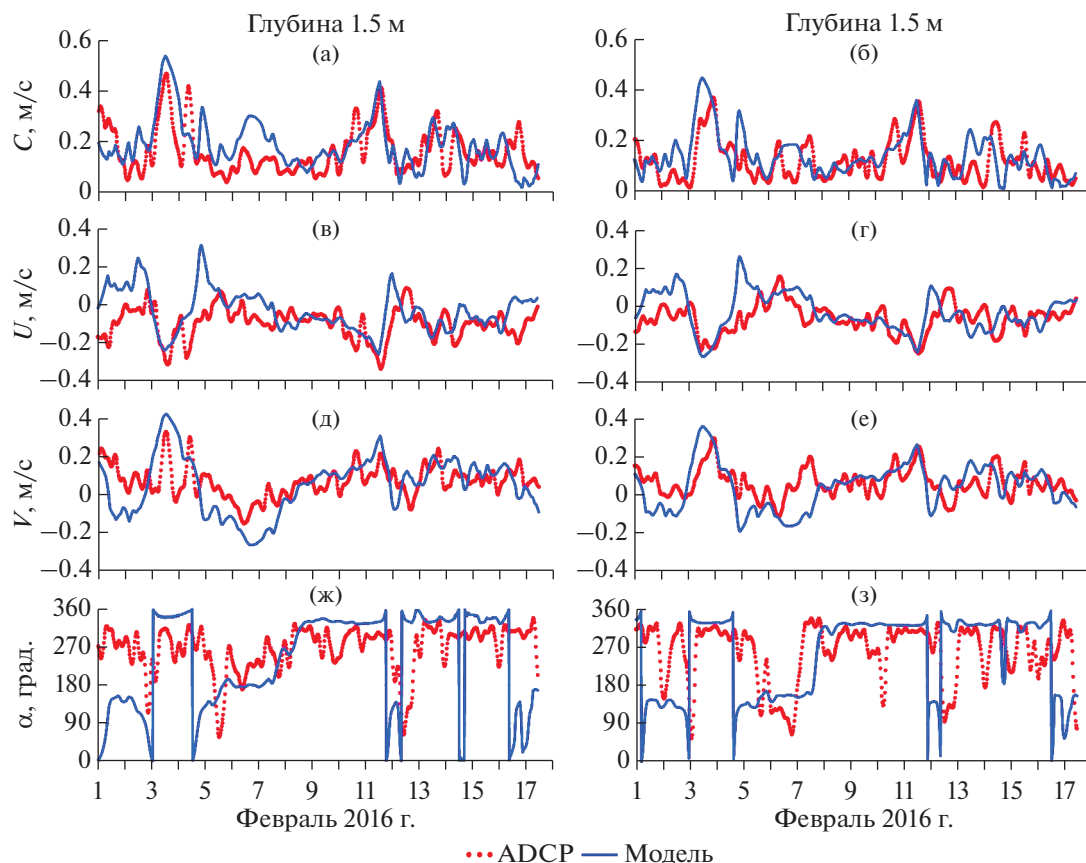 Глубина 1.5 м
Глубина 1.5 м
(а)
(б)
0.6
0.4
0.2
0
C, м/с
0.6
0.4
0.2
0
(в)
(г)
0.4
0.2
0
−0.2
−0.4
U, м/с
0.4
0.2
0
−0.2
−0.4
(д)
(е)
0.4
0.2
0
−0.2
−0.4
V, м/с
0.4
0.2
0
−0.2
−0.4
(ж)
(з)
360
270
180
90
0
α, град.
360
270
180
90
0
1 3 5 7 9 11 13 15 17
1 3 5 7 9 11 13 15 17
Февраль 2016 г.
Февраль 2016 г.
ADCP Модель